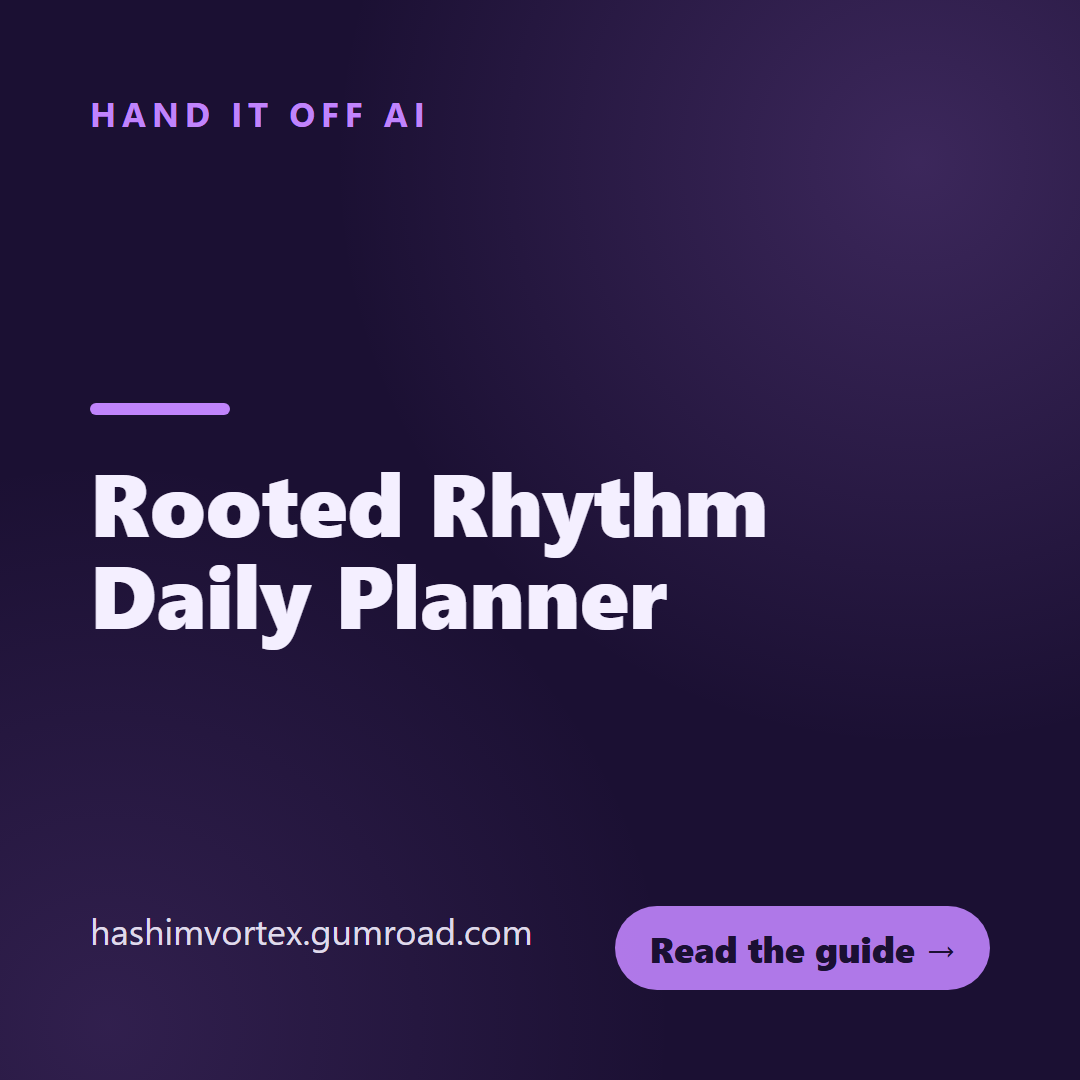 HAND IT OFF AI
Rooted Rhythm
Daily Planner
hashimvortex.gumroad.com
Read the guide →